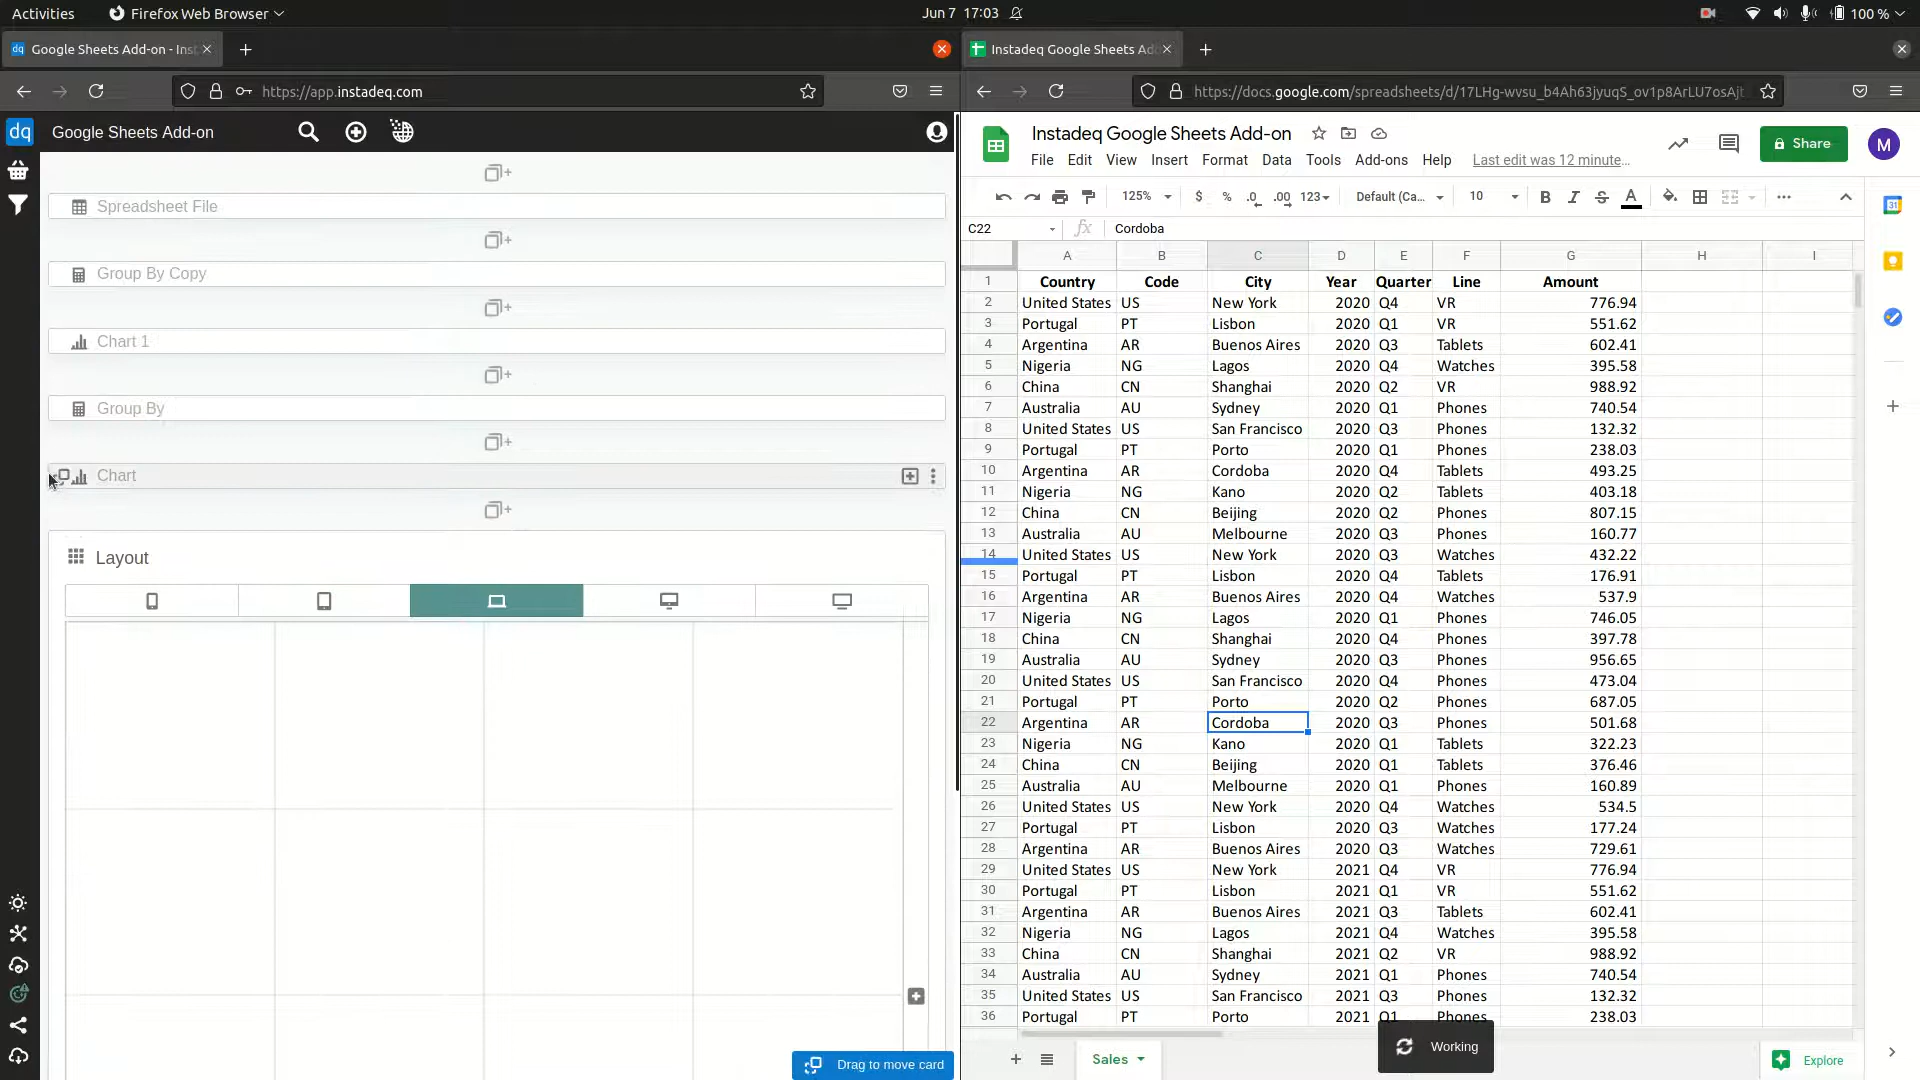 Activities
Firefox Web Browser
Jun 7 17:03
100 %
Google Sheets Add-on - Inst
Instadeq Google Sheets Add
https://app.instadeq.com
https://docs.google.com/spreadsheets/d/17LHg-wvsu_b4Ah63jyuqS_ov1p8ArLU7osAjt
dq Google Sheets Add-on
Spreadsheet File
Group By Copy
Chart 1
Group By
Chart
Layout
Drag to move card
Instadeq Google Sheets Add-on
File Edit View Insert Format Data Tools Add-ons Help Last edit was 12 minute...
Share
M
125% $ % .0 .00 123 Default (Ca... 10 B I S A
C22 fx Cordoba
A B C D E F G H I
1 Country Code City Year Quarter Line Amount
2 United States US New York 2020 Q4 VR 776.94
3 Portugal PT Lisbon 2020 Q1 VR 551.62
4 Argentina AR Buenos Aires 2020 Q3 Tablets 602.41
5 Nigeria NG Lagos 2020 Q4 Watches 395.58
6 China CN Shanghai 2020 Q2 VR 988.92
7 Australia AU Sydney 2020 Q1 Phones 740.54
8 United States US San Francisco 2020 Q3 Phones 132.32
9 Portugal PT Porto 2020 Q1 Phones 238.03
10 Argentina AR Cordoba 2020 Q4 Tablets 493.25
11 Nigeria NG Kano 2020 Q2 Tablets 403.18
12 China CN Beijing 2020 Q2 Phones 807.15
13 Australia AU Melbourne 2020 Q3 Phones 160.77
14 United States US New York 2020 Q3 Watches 432.22
15 Portugal PT Lisbon 2020 Q4 Tablets 176.91
16 Argentina AR Buenos Aires 2020 Q4 Watches 537.9
17 Nigeria NG Lagos 2020 Q1 Phones 746.05
18 China CN Shanghai 2020 Q4 Phones 397.78
19 Australia AU Sydney 2020 Q3 Phones 956.65
20 United States US San Francisco 2020 Q4 Phones 473.04
21 Portugal PT Porto 2020 Q2 Phones 687.05
22 Argentina AR Cordoba 2020 Q3 Phones 501.68
23 Nigeria NG Kano 2020 Q1 Tablets 322.23
24 China CN Beijing 2020 Q1 Tablets 376.46
25 Australia AU Melbourne 2020 Q1 Phones 160.89
26 United States US New York 2020 Q4 Watches 534.5
27 Portugal PT Lisbon 2020 Q3 Watches 177.24
28 Argentina AR Buenos Aires 2020 Q3 Watches 729.61
29 United States US New York 2021 Q4 VR 776.94
30 Portugal PT Lisbon 2021 Q1 VR 551.62
31 Argentina AR Buenos Aires 2021 Q3 Tablets 602.41
32 Nigeria NG Lagos 2021 Q4 Watches 395.58
33 China CN Shanghai 2021 Q2 VR 988.92
34 Australia AU Sydney 2021 Q1 Phones 740.54
35 United States US San Francisco 2021 Q3 Phones 132.32
36 Portugal PT Porto 2021 Q1 Phones 238.03
Working
Sales
Explore
31